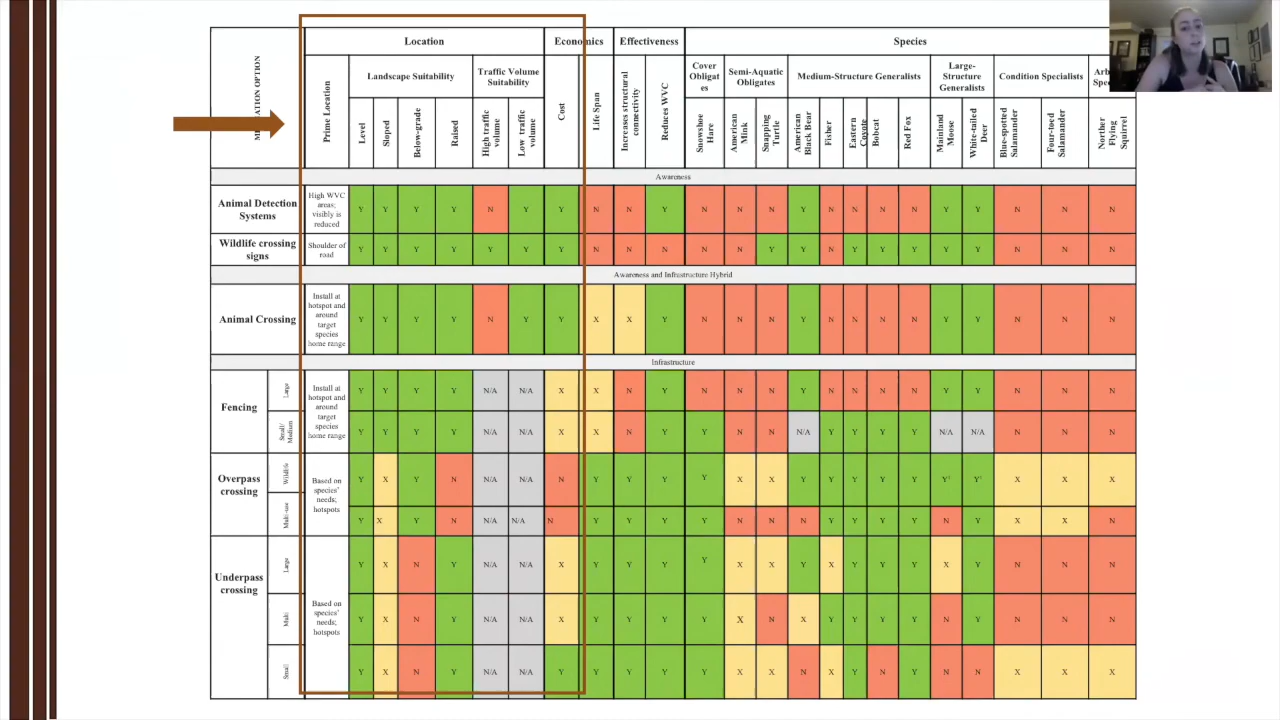 Location Economics Effectiveness Species
MITIGATION OPTION Prime Location Landscape Suitability Traffic Volume Suitability Cost Life Span Increases structural connectivity Reduces WVC Cover Obligat es Semi-Aquatic Obligates Medium-Structure Generalists Large-Structure Generalists Condition Specialists
Level Sloped Below-grade Raised High traffic volume Low traffic volume Snowshoe Hare American Mink Snapping Turtle American Black Bear Fisher Eastern Coyote Bobcat Red Fox Mainland Moose White-tailed Deer Blue-spotted Salamander Four-toed Salamander Norther Flying Squirrel
Awareness
Animal Detection Systems High WVC areas; visibly is reduced Y Y Y Y N Y Y N N Y N N N Y N N N N Y Y N N N
Wildlife crossing signs Shoulder of road Y Y Y Y Y Y Y N N N N N Y Y N Y Y Y Y Y N N N
Awareness and Infrastructure Hybrid
Animal Crossing Install at hotspot and around target species home range Y Y Y Y N Y Y X X Y N N N Y N N N N Y Y N N N
Infrastructure
Fencing Large Install at hotspot and around target species home range Y Y Y Y N/A N/A X X N Y N N N Y N N N N Y Y N N N
Small/ Medium Y Y Y Y N/A N/A X X N Y Y N N N/A Y Y Y Y N/A N/A N N N
Overpass crossing Wildlife Based on species' needs; hotspots Y X Y N N/A N/A N Y Y Y Y X X Y Y Y Y Y Y¹ Y¹ X X X
Multi-use Y X Y N N/A N/A N Y Y Y Y N N N Y Y Y Y N Y X X N
Underpass crossing Large Based on species' needs; hotspots Y X N Y N/A N/A X Y Y Y Y X X Y X Y Y Y X Y N N N
Multi Y X N Y N/A N/A X Y Y Y Y X N X Y Y Y Y N Y N N N
Small Y X N Y N/A N/A Y Y Y Y Y X X N X Y N Y N N X X X